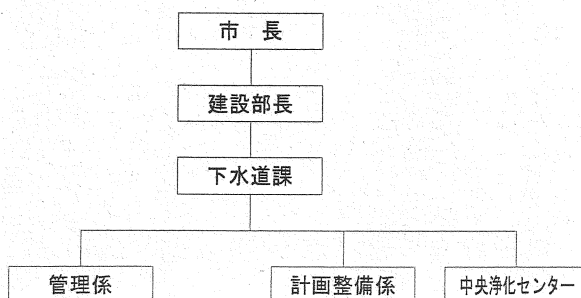 市　長
建設部長
下水道課
管理係
計画整備係
中央浄化センター